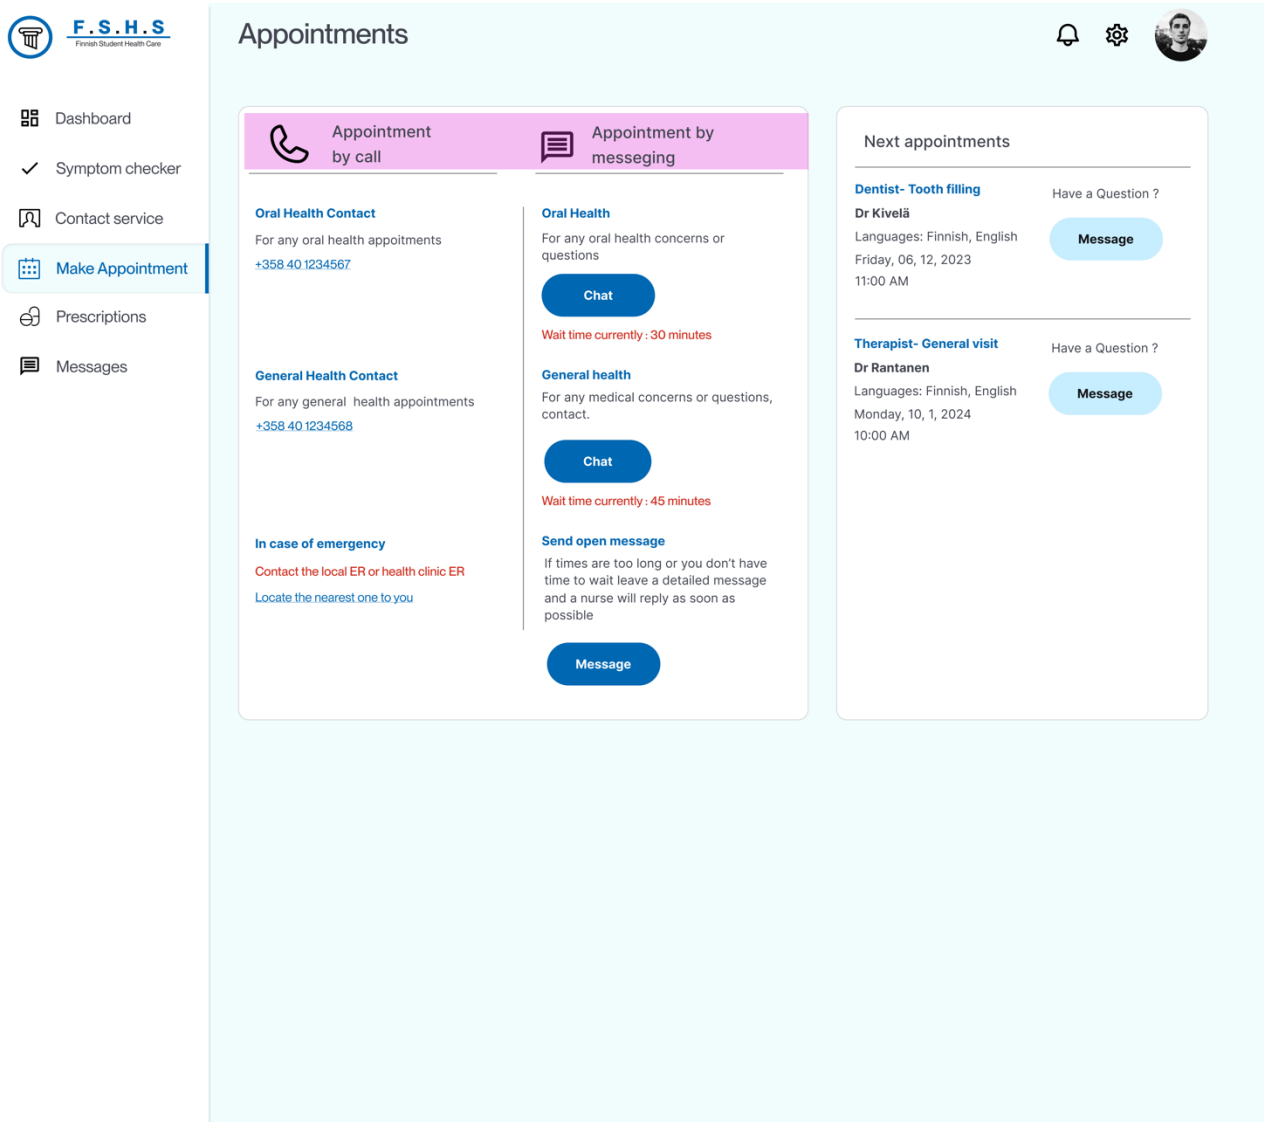 F.S.H.S
Finnish Student Health Care
Dashboard
Symptom checker
Contact service
Make Appointment
Prescriptions
Messages
Appointments
Appointment
by call
Oral Health Contact
For any oral health appoitments
+358 40 1234567
General Health Contact
For any general health appointments
+358 40 1234568
In case of emergency
Contact the local ER or health clinic ER
Locate the nearest one to you
Appointment by
messeging
Oral Health
For any oral health concerns or
questions
Chat
Wait time currently : 30 minutes
General health
For any medical concerns or questions,
contact.
Chat
Wait time currently : 45 minutes
Send open message
If times are too long or you don't have
time to wait leave a detailed message
and a nurse will reply as soon as
possible
Message
Next appointments
Dentist- Tooth filling
Dr Kivelä
Languages: Finnish, English
Friday, 06, 12, 2023
11:00 AM
Have a Question ?
Message
Therapist- General visit
Dr Rantanen
Languages: Finnish, English
Monday, 10, 1, 2024
10:00 AM
Have a Question ?
Message